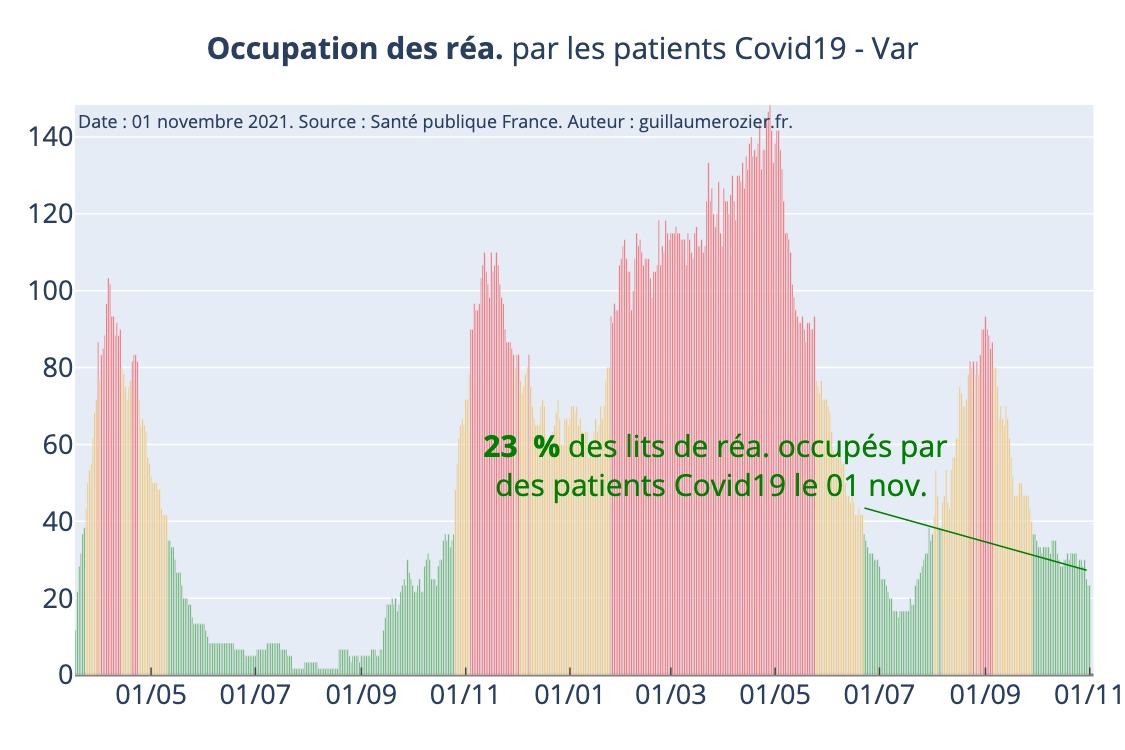 Occupation des réa. par les patients Covid19 - Var
Date : 01 novembre 2021. Source : Santé publique France. Auteur : guillaumerozier.fr.
140
120
100
80
60
40
20
0
23 % des lits de réa. occupés par
des patients Covid19 le 01 nov.
01/05 01/07 01/09 01/11 01/01 01/03 01/05 01/07 01/09 01/11